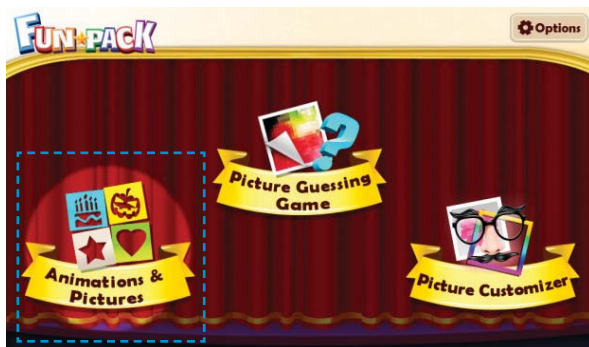 FUN PACK
Options
Picture Guessing
Game
Animations &
Pictures
Picture Customizer